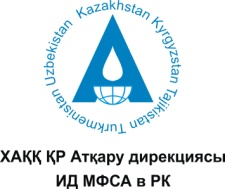 Turkmenistan Uzbekistan Kazakhstan Kyrgyzstan Tajikistan
ХАҚҚ ҚР Атқару дирекциясы
ИД МФСА в РК